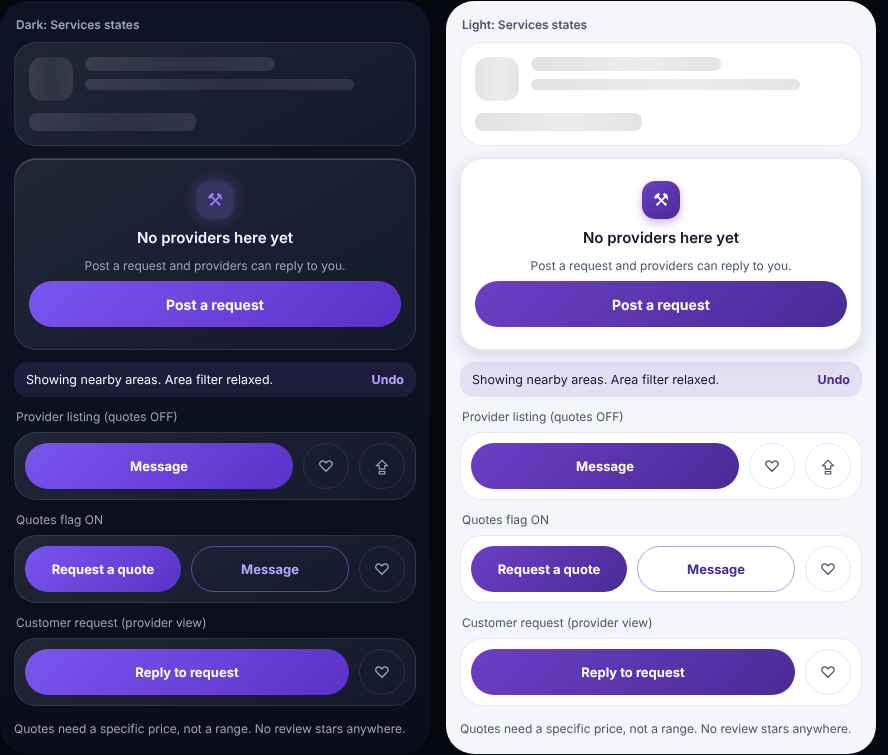 Dark: Services states
No providers here yet
Post a request and providers can reply to you.
Post a request
Showing nearby areas. Area filter relaxed.
Undo
Provider listing (quotes OFF)
Message
Quotes flag ON
Request a quote
Message
Customer request (provider view)
Reply to request
Quotes need a specific price, not a range. No review stars anywhere.
Light: Services states
No providers here yet
Post a request and providers can reply to you.
Post a request
Showing nearby areas. Area filter relaxed.
Undo
Provider listing (quotes OFF)
Message
Quotes flag ON
Request a quote
Message
Customer request (provider view)
Reply to request
Quotes need a specific price, not a range. No review stars anywhere.